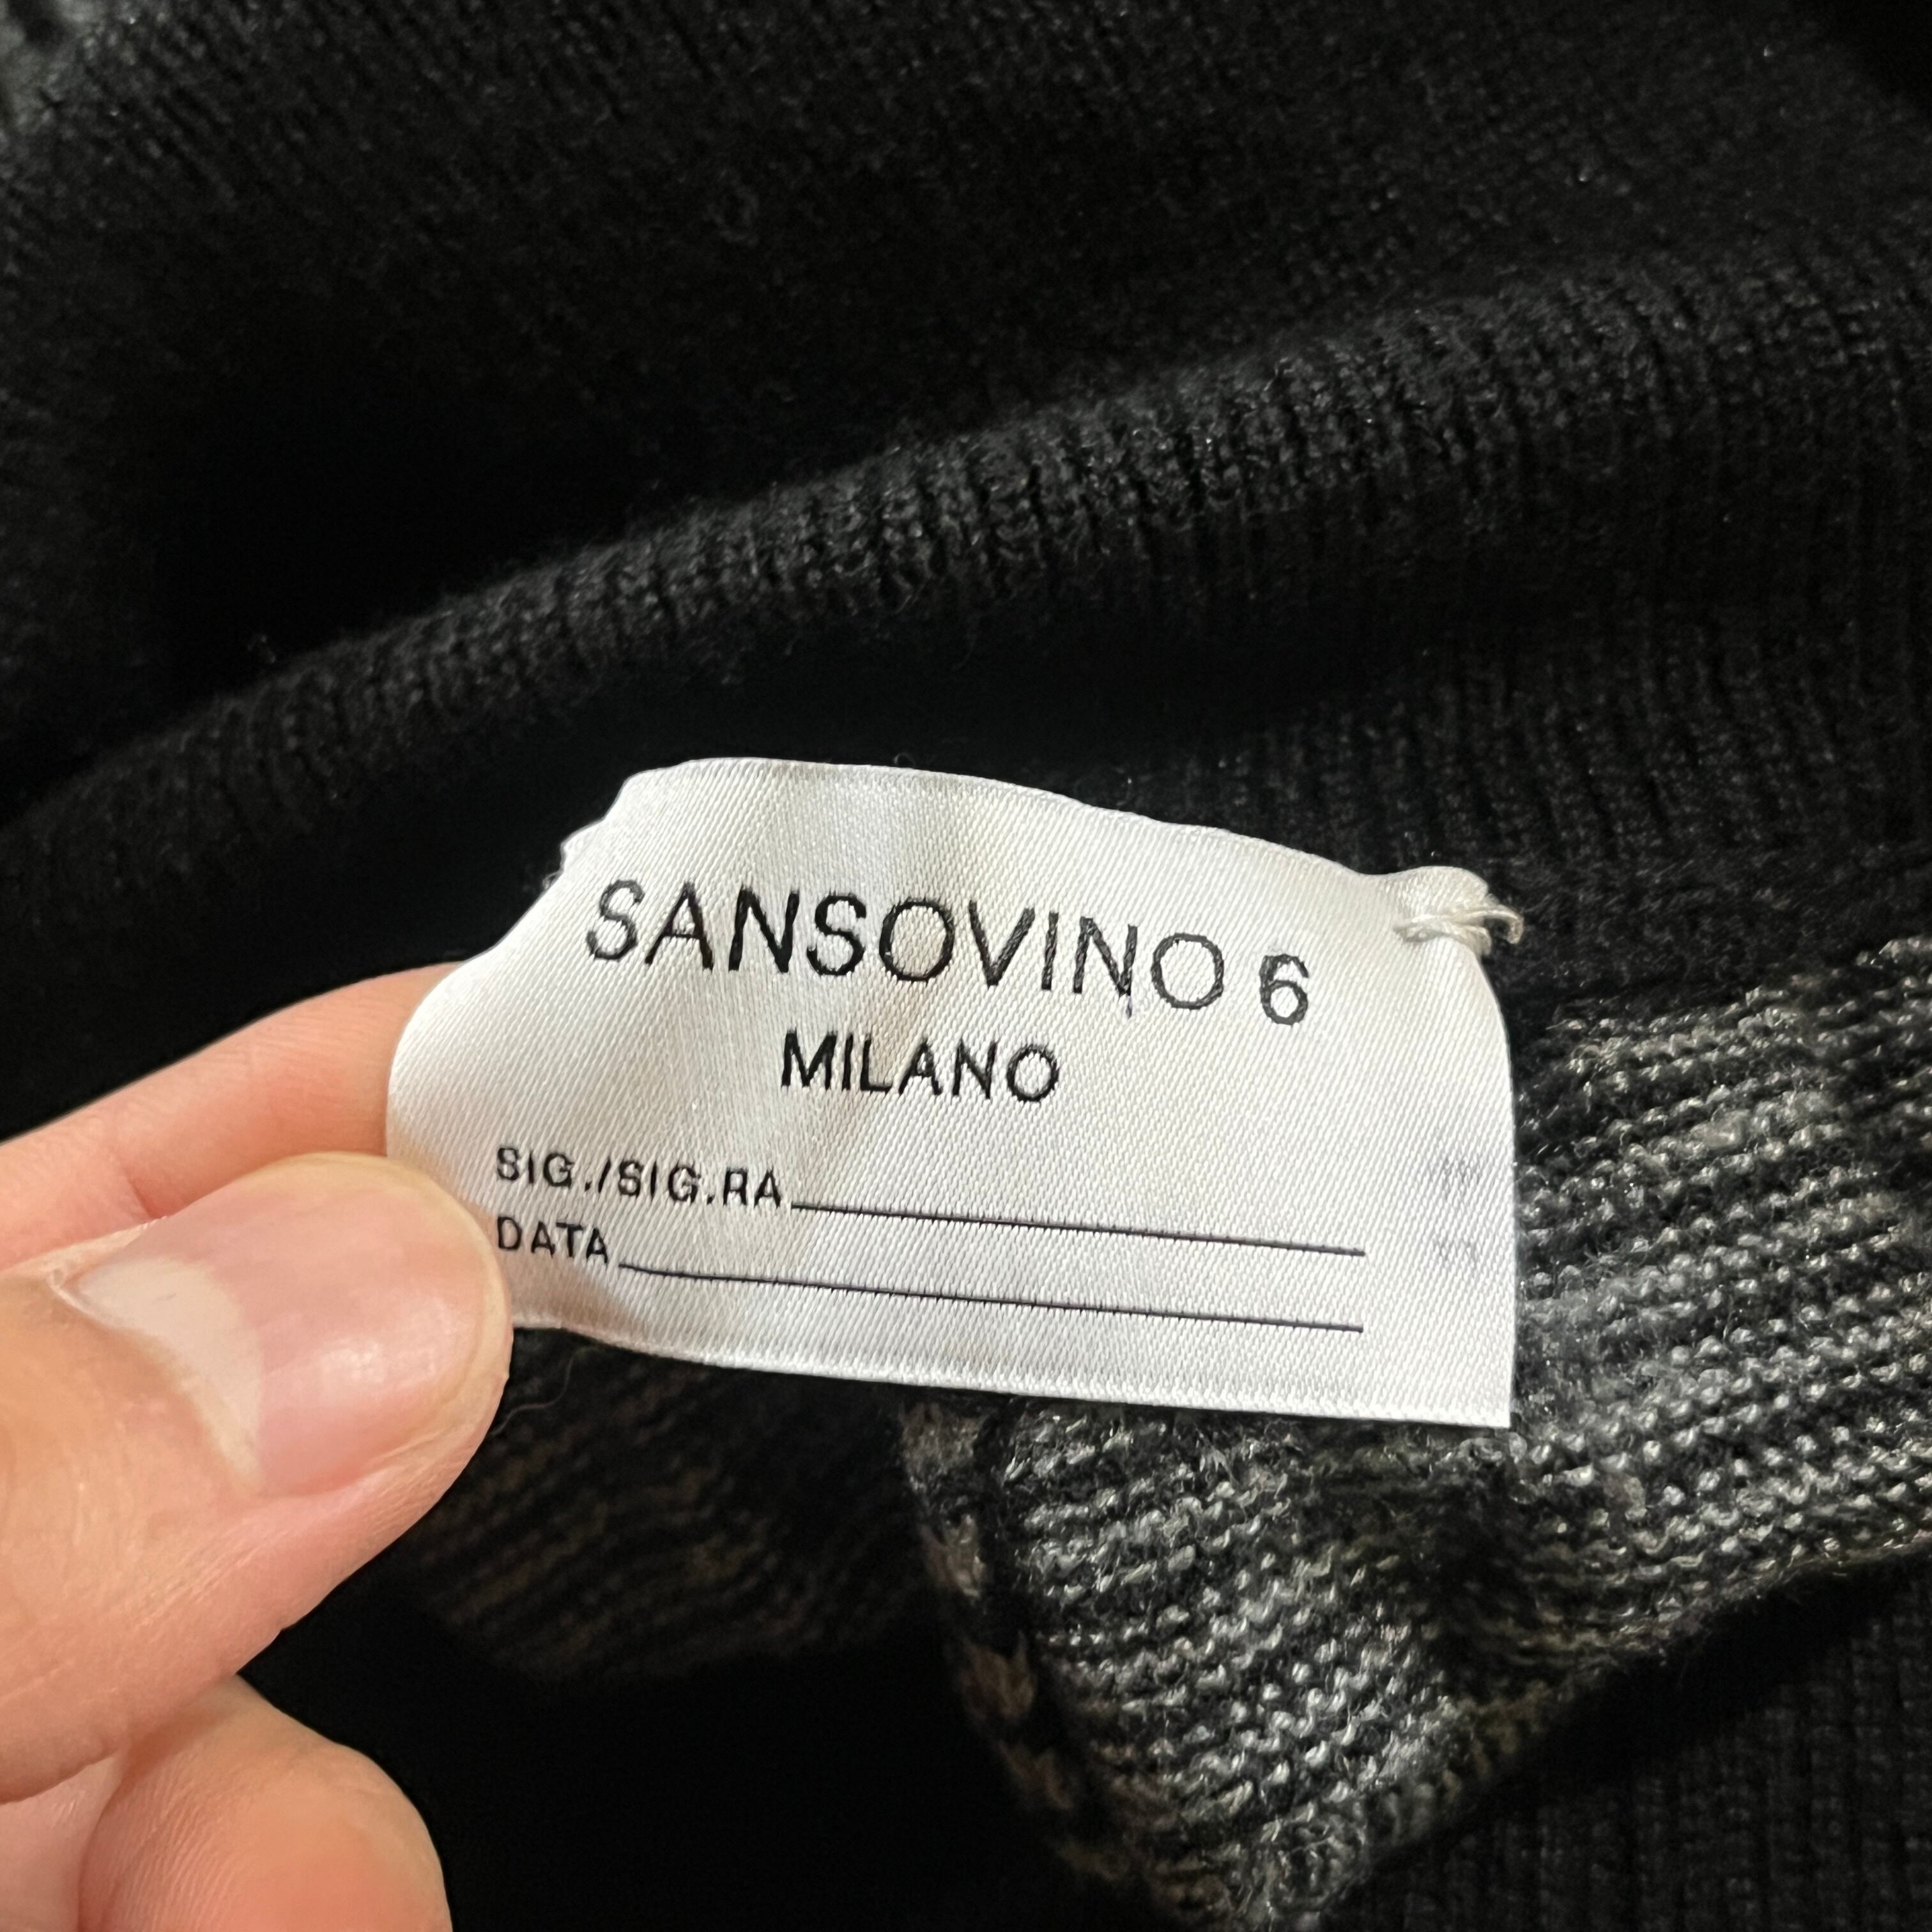 SANSOVINO 6
MILANO
SIG./SIG.RA
DATA